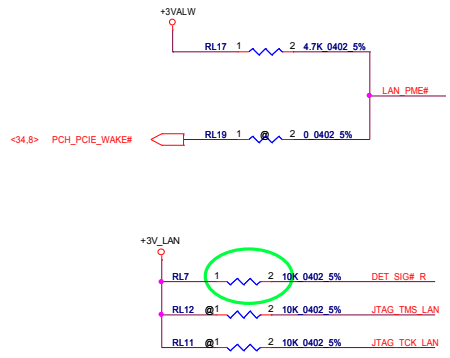 +3VALW
RL17 1 2 4.7K_0402_5%
LAN_PME#
<34,8> PCH_PCIE_WAKE# RL19 1 @ 2 0_0402_5%
+3V_LAN
RL7 1 2 10K_0402_5% DET_SIG#_R
RL12 @1 2 10K_0402_5% JTAG_TMS_LAN
RL11 @1 2 10K_0402_5% JTAG_TCK_LAN